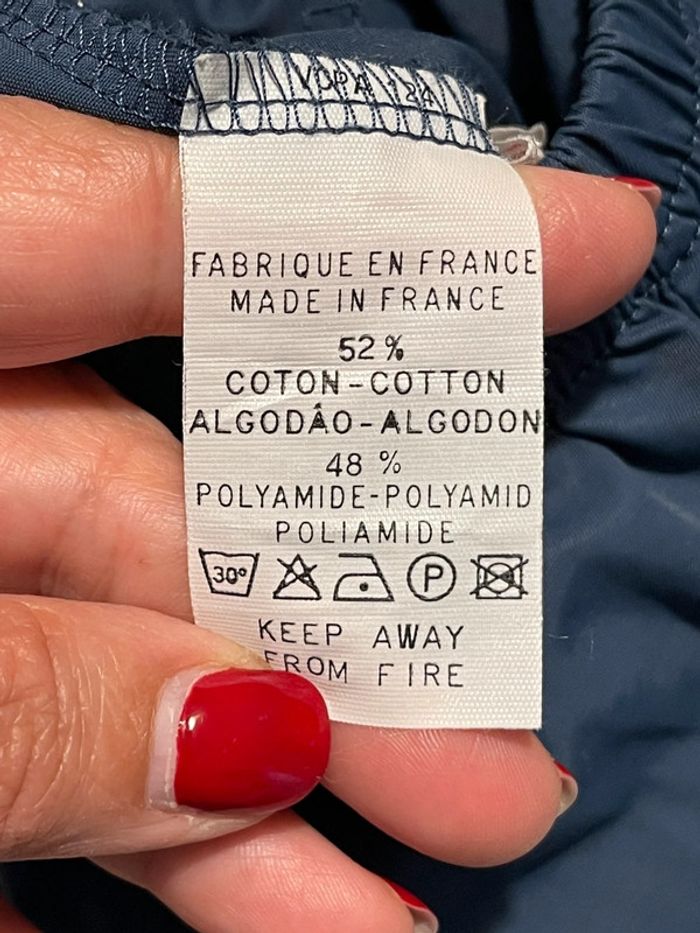 FABRIQUE EN FRANCE
MADE IN FRANCE
52 %
COTON-COTTON
ALGODÂO-ALGODON
48 %
POLYAMIDE-POLYAMID
POLIAMIDE
30° P
KEEP AWAY
FROM FIRE